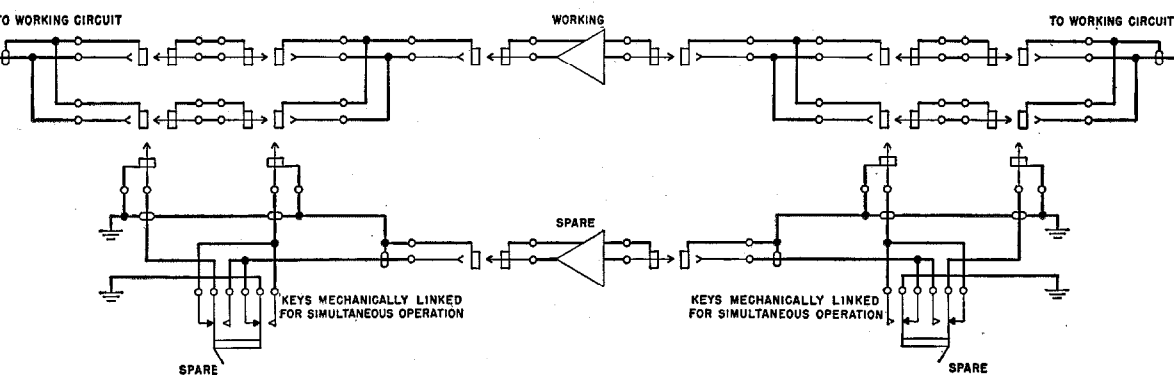 TO WORKING CIRCUIT
WORKING
TO WORKING CIRCUIT
SPARE
KEYS MECHANICALLY LINKED
FOR SIMULTANEOUS OPERATION
KEYS MECHANICALLY LINKED
FOR SIMULTANEOUS OPERATION
SPARE
SPARE